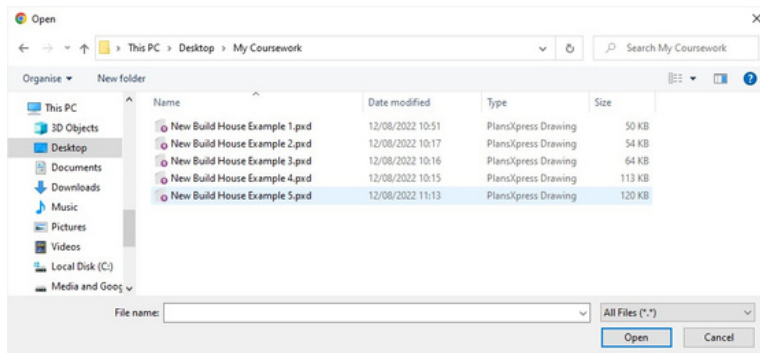 Open
This PC > Desktop > My Coursework
Search My Coursework
Organise
New folder
This PC
3D Objects
Desktop
Documents
Downloads
Music
Pictures
Videos
Local Disk (C:)
Media and Goog
Name Date modified Type Size
New Build House Example 1.pxd 12/08/2022 10:51 PlansXpress Drawing 50 KB
New Build House Example 2.pxd 12/08/2022 10:17 PlansXpress Drawing 54 KB
New Build House Example 3.pxd 12/08/2022 10:16 PlansXpress Drawing 64 KB
New Build House Example 4.pxd 12/08/2022 10:15 PlansXpress Drawing 113 KB
New Build House Example 5.pxd 12/08/2022 11:13 PlansXpress Drawing 120 KB
File name:
All Files (*.*)
Open
Cancel